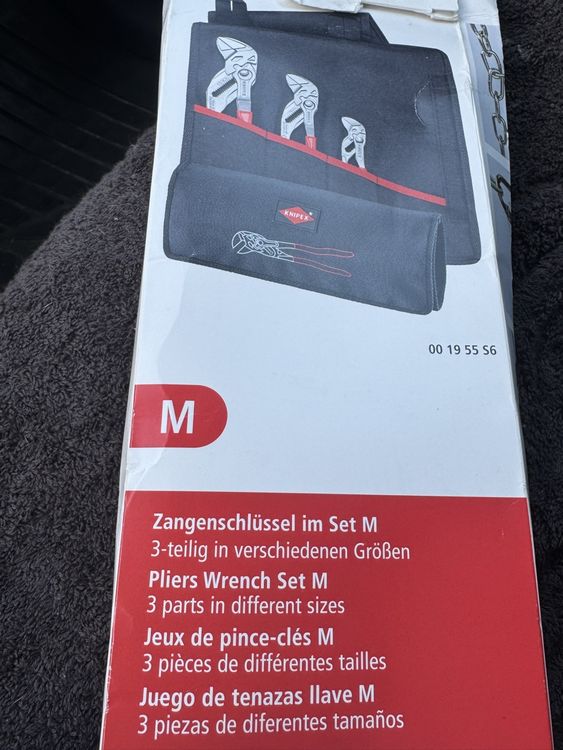 KNIPEX
00 19 55 S6
M
Zangenschlüssel im Set M
3-teilig in verschiedenen Größen
Pliers Wrench Set M
3 parts in different sizes
Jeux de pince-clés M
3 pièces de différentes tailles
Juego de tenazas llave M
3 piezas de diferentes tamaños